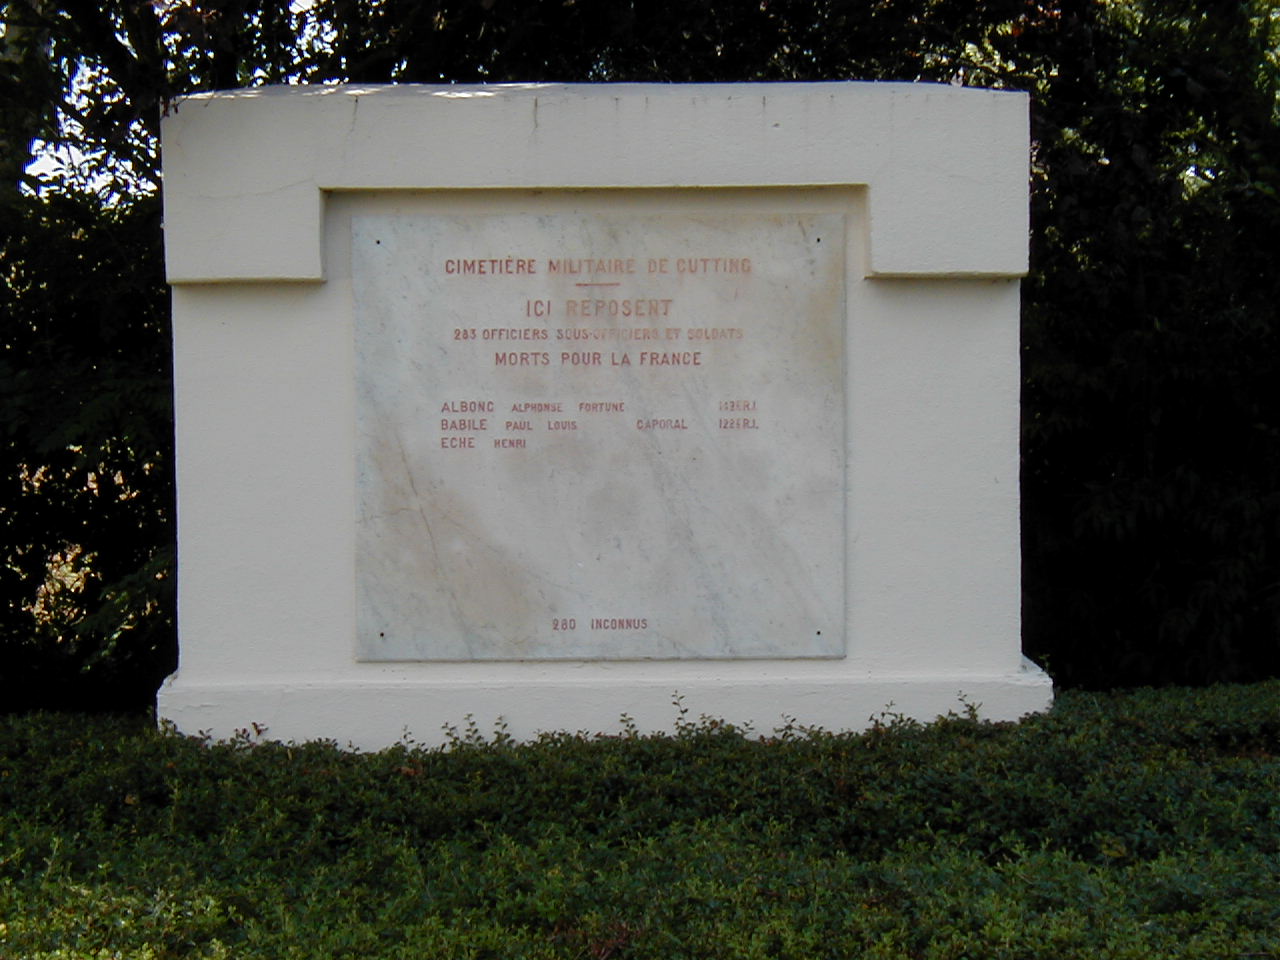 CIMETIÈRE MILITAIRE DE CUTTING
ICI REPOSENT
283 OFFICIERS SOUS-OFFICIERS ET SOLDATS
MORTS POUR LA FRANCE
ALBONC ALPHONSE FORTUNE
BABILE PAUL LOUIS CAPORAL 122E R.I.
ECHE HENRI
280 INCONNUS